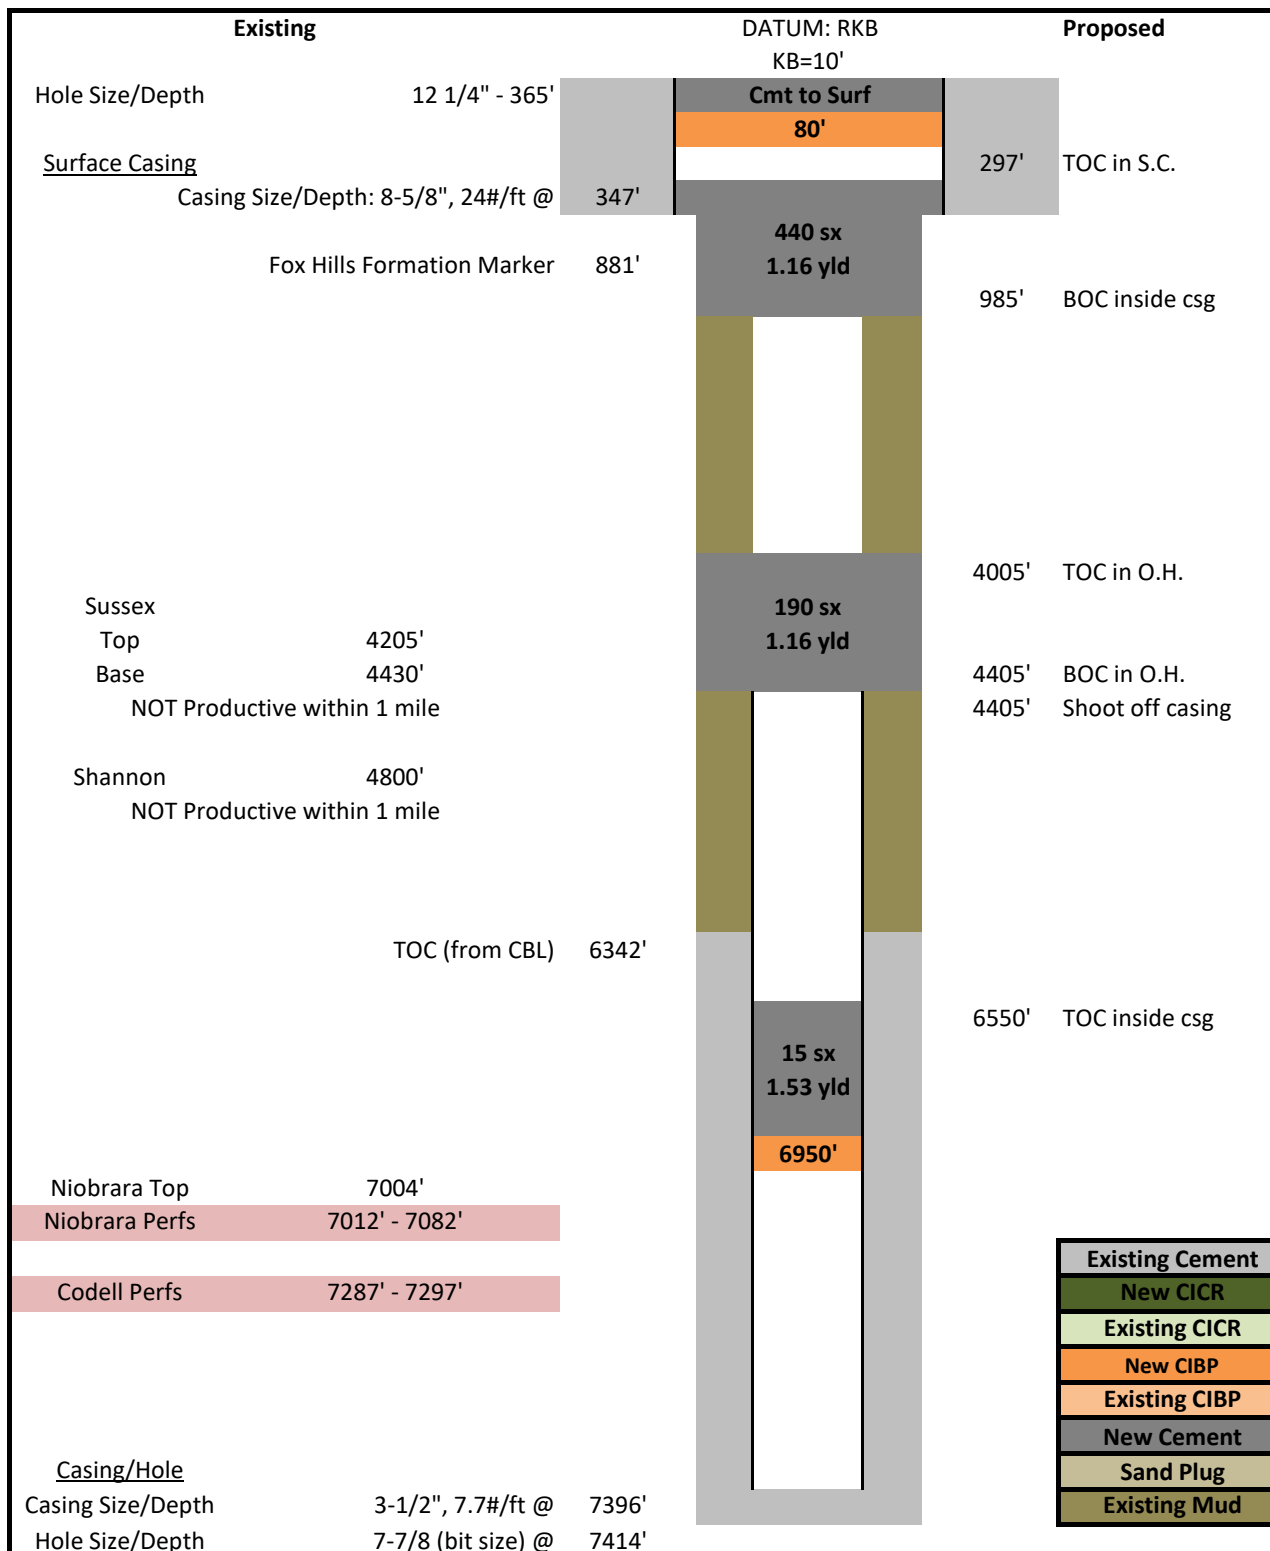 Existing DATUM: RKB Proposed
KB=10'
Hole Size/Depth 12 1/4" - 365' Cmt to Surf
80'
Surface Casing 297' TOC in S.C.
Casing Size/Depth: 8-5/8", 24#/ft @ 347'
440 sx
Fox Hills Formation Marker 881' 1.16 yld
985' BOC inside csg
4005' TOC in O.H.
Sussex 190 sx
Top 4205' 1.16 yld
Base 4430' 4405' BOC in O.H.
NOT Productive within 1 mile 4405' Shoot off casing
Shannon 4800'
NOT Productive within 1 mile
TOC (from CBL) 6342'
6550' TOC inside csg
15 sx
1.53 yld
6950'
Niobrara Top 7004'
Niobrara Perfs 7012' - 7082'
Existing Cement
Codell Perfs 7287' - 7297' New CICR
Existing CICR
New CIBP
Existing CIBP
New Cement
Casing/Hole Sand Plug
Casing Size/Depth 3-1/2", 7.7#/ft @ 7396' Existing Mud
Hole Size/Depth 7-7/8 (bit size) @ 7414'